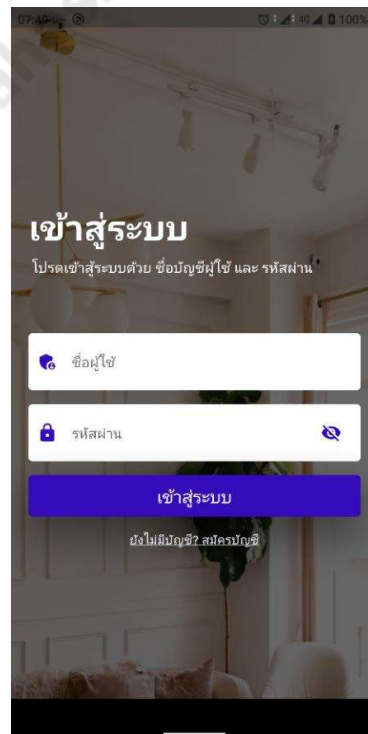 4G 100%
เข้าสู่ระบบ
โปรดเข้าสู่ระบบด้วย ชื่อบัญชีผู้ใช้ และ รหัสผ่าน
ชื่อผู้ใช้
รหัสผ่าน
เข้าสู่ระบบ
ยังไม่มีบัญชี? สมัครบัญชี